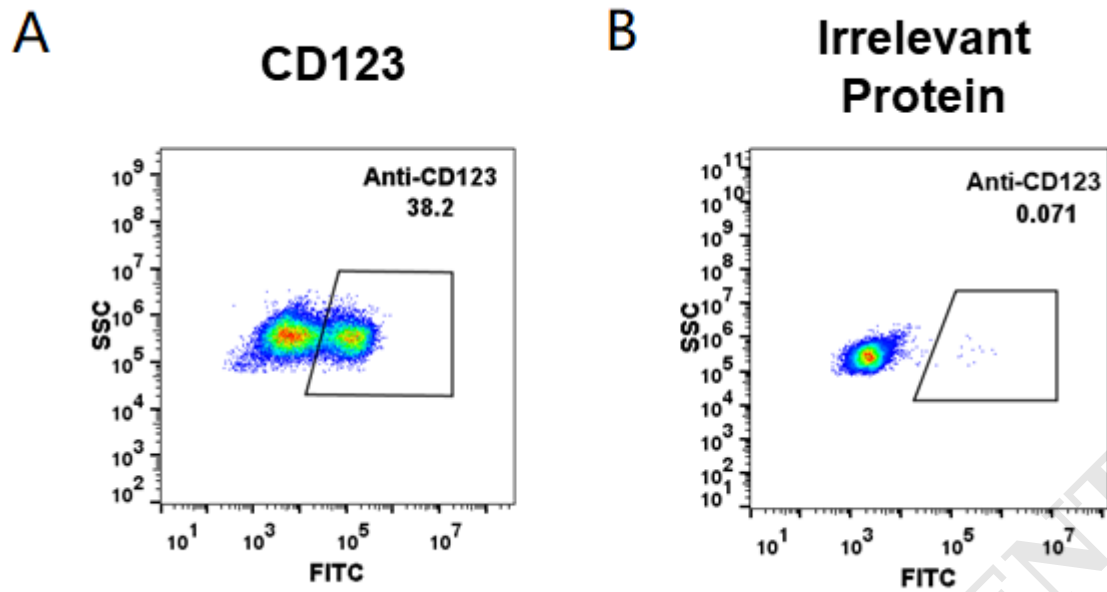 A
CD123
Anti-CD123
38.2
10⁹
10⁸
10⁷
10⁶
10⁵
10⁴
10³
10²
SSC
10¹
10³
10⁵
10⁷
FITC
B
Irrelevant
Protein
Anti-CD123
0.071
10¹¹
10¹⁰
10⁹
10⁸
10⁷
10⁶
10⁵
10⁴
10³
10²
10¹
SSC
10¹
10³
10⁵
10⁷
FITC